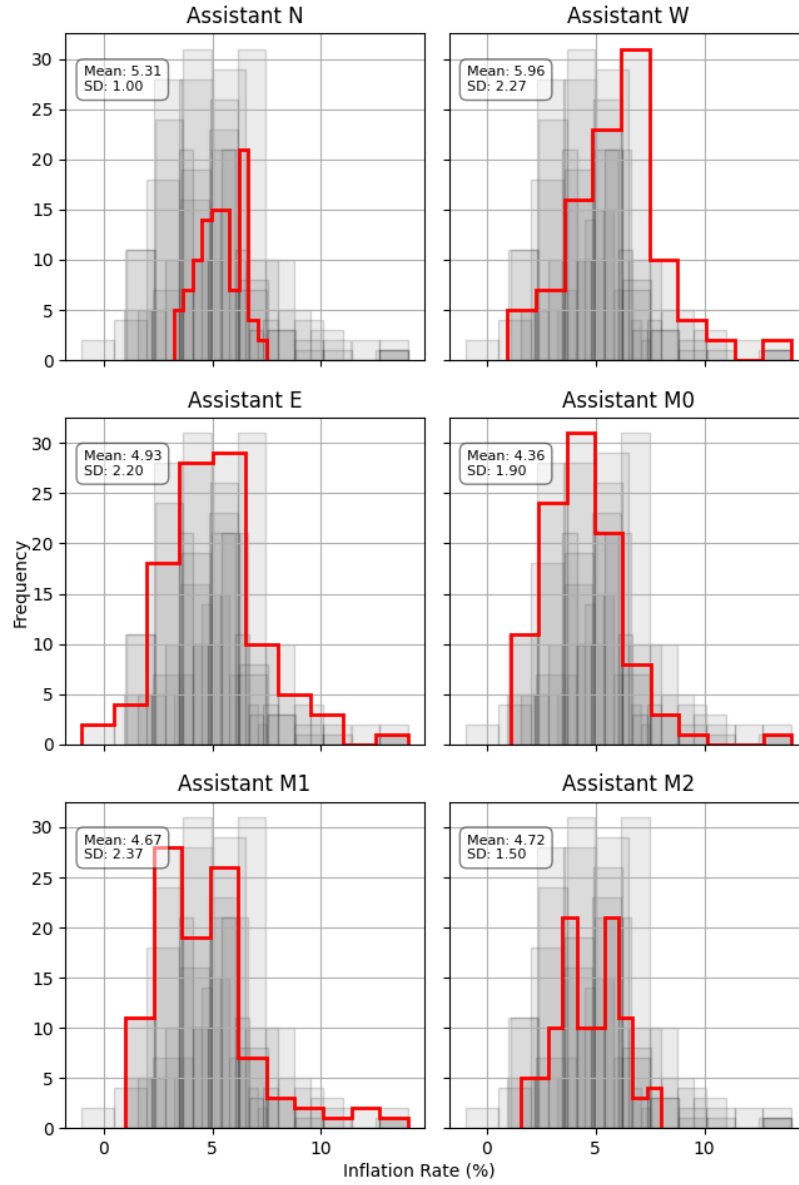 Assistant N
Mean: 5.31
SD: 1.00
30
25
20
15
10
5
0
Assistant W
Mean: 5.96
SD: 2.27
Assistant E
Mean: 4.93
SD: 2.20
30
25
20
15
10
5
0
Frequency
Assistant M0
Mean: 4.36
SD: 1.90
Assistant M1
Mean: 4.67
SD: 2.37
30
25
20
15
10
5
0
0 5 10
Assistant M2
Mean: 4.72
SD: 1.50
0 5 10
Inflation Rate (%)